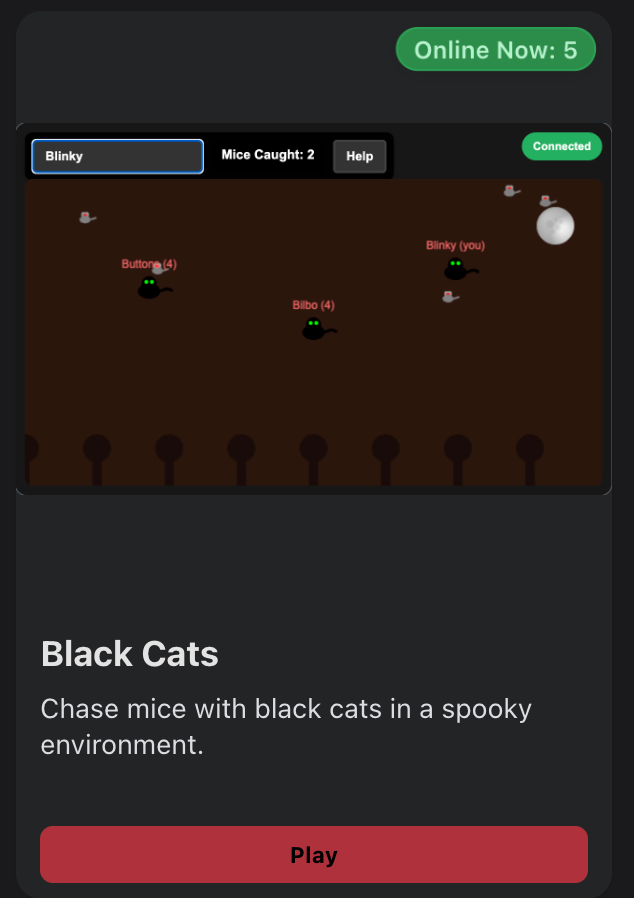 Online Now: 5
Blinky
Mice Caught: 2
Help
Connected
Blinky (you)
Buttons (4)
Bilbo (4)
Black Cats
Chase mice with black cats in a spooky
environment.
Play